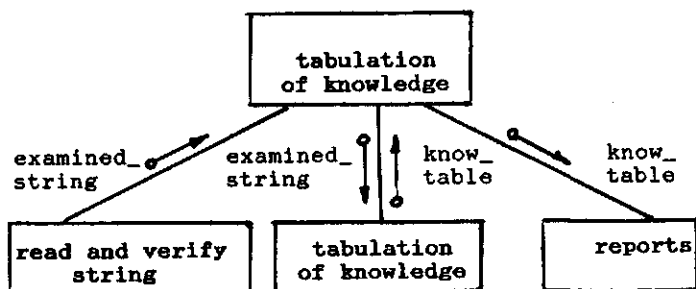 tabulation
of knowledge
examined_
string
examined_
string
know_
table
know_
table
read and verify
string
tabulation
of knowledge
reports